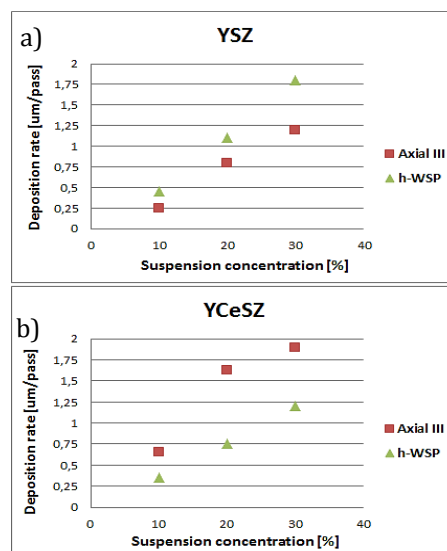 a)
YSZ
Deposition rate [um/pass]
2
1,75
1,5
1,25
1
0,75
0,5
0,25
0
0 10 20 30 40
Suspension concentration [%]
Axial III
h-WSP
b)
YCeSZ
Deposition rate [um/pass]
2
1,75
1,5
1,25
1
0,75
0,5
0,25
0
0 10 20 30 40
Suspension concentration [%]
Axial III
h-WSP